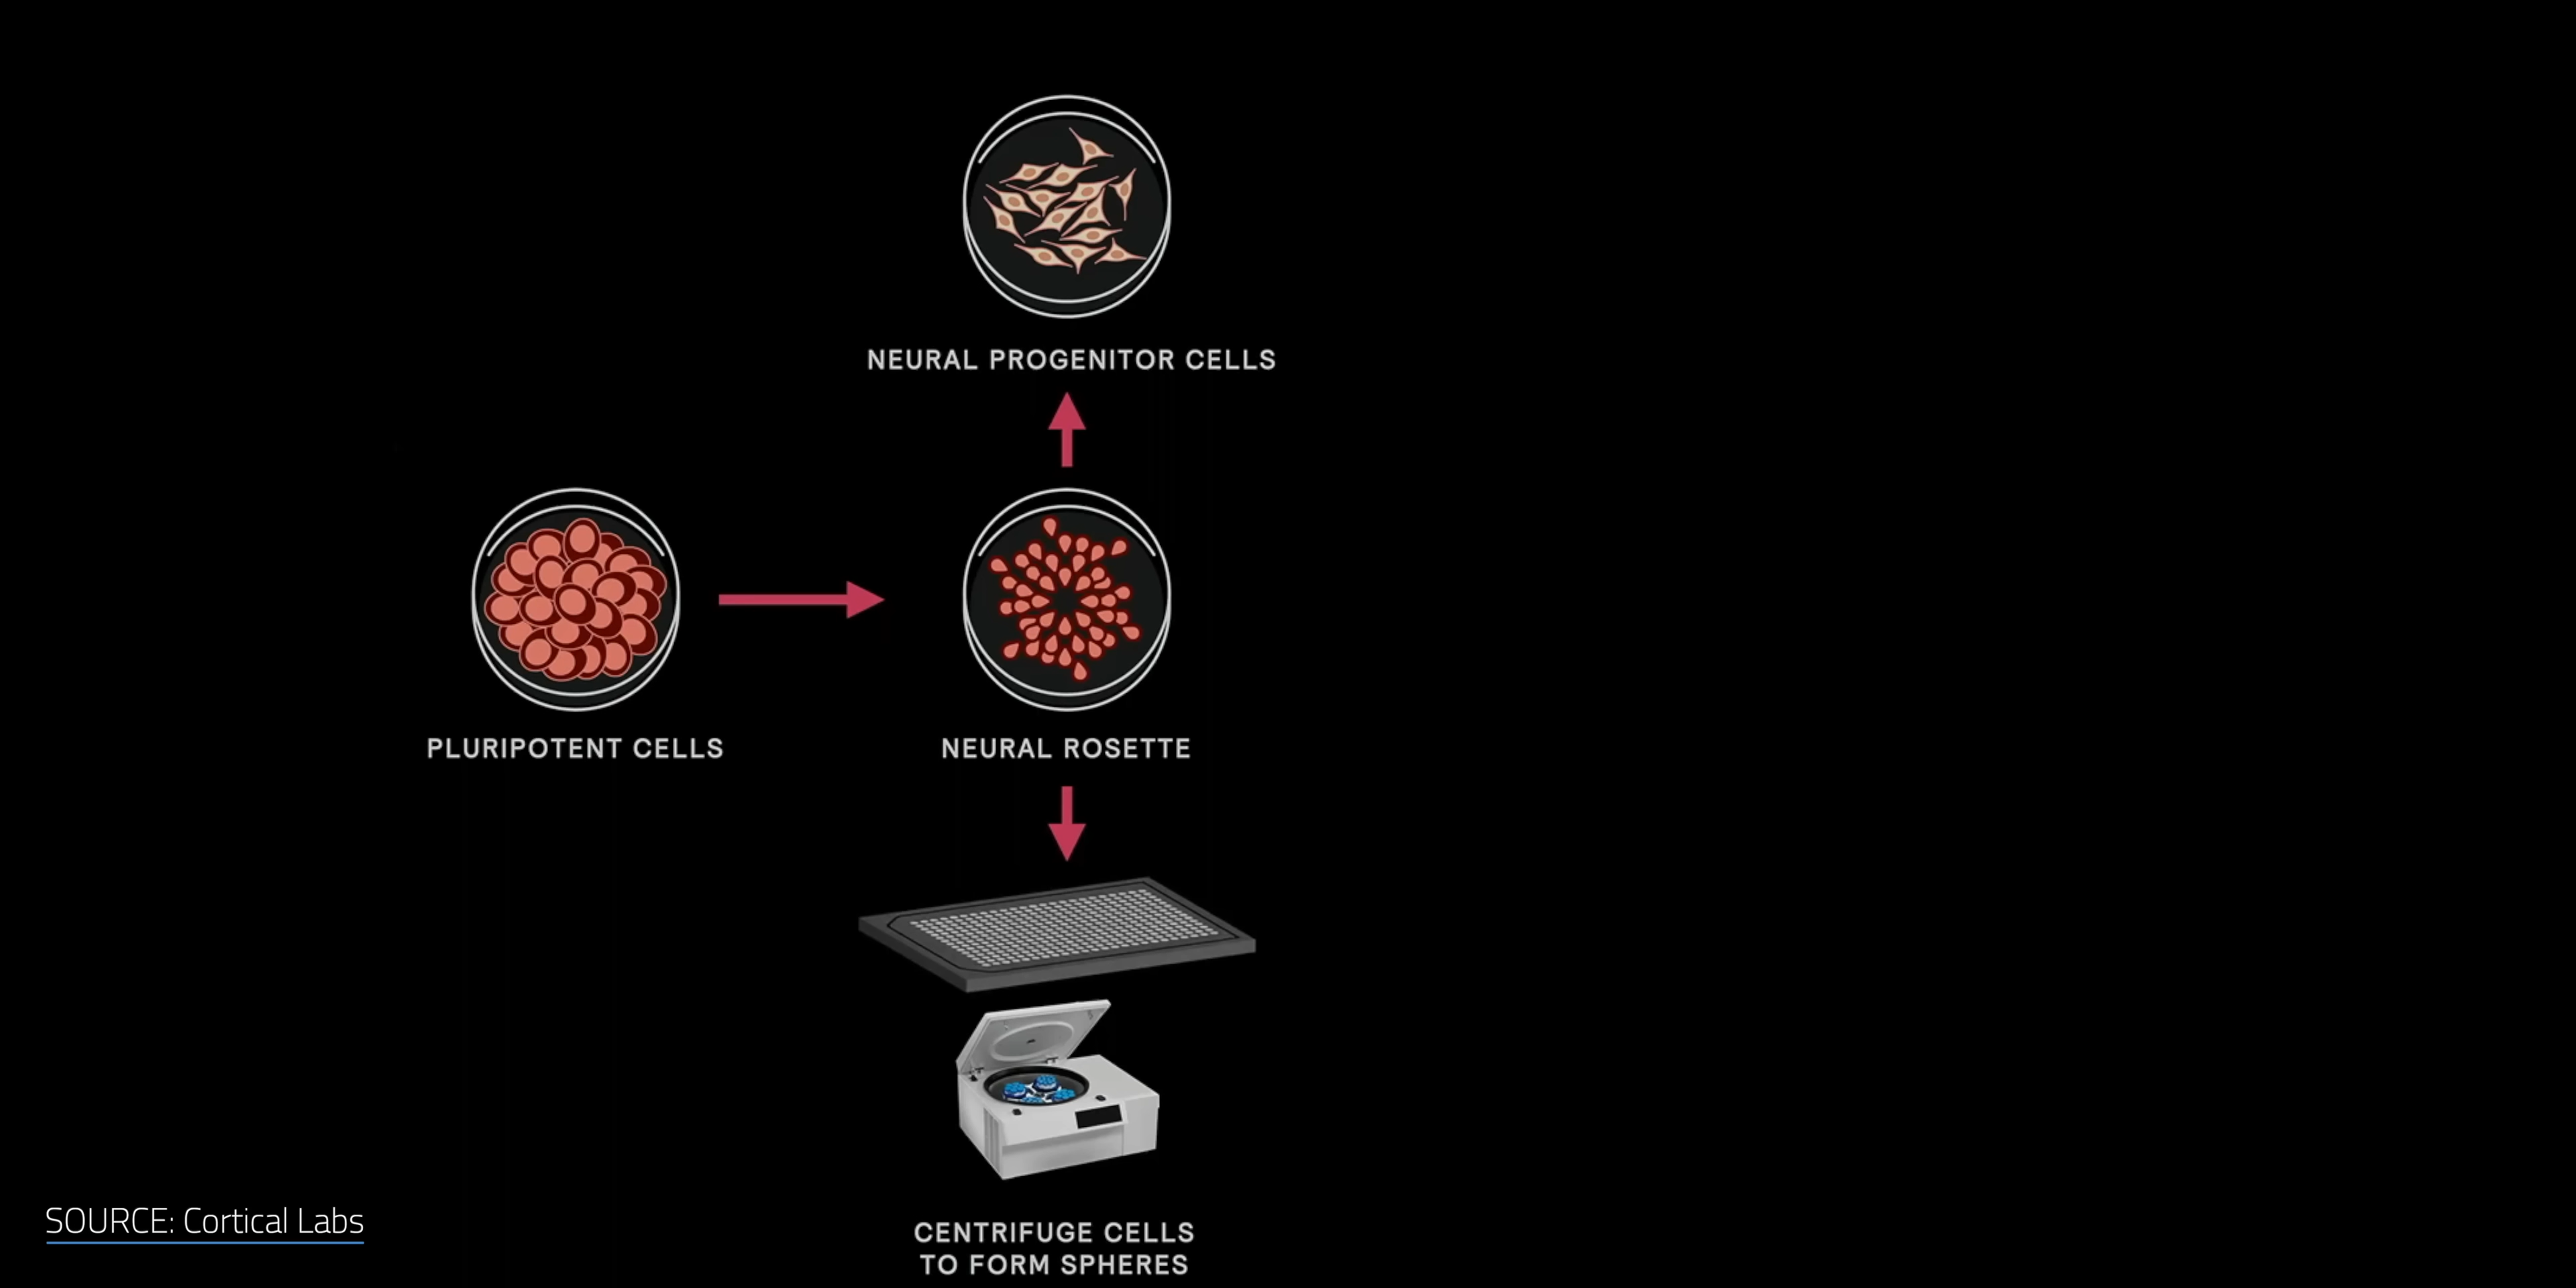 NEURAL PROGENITOR CELLS
PLURIPOTENT CELLS
NEURAL ROSETTE
CENTRIFUGE CELLS
TO FORM SPHERES
SOURCE: Cortical Labs